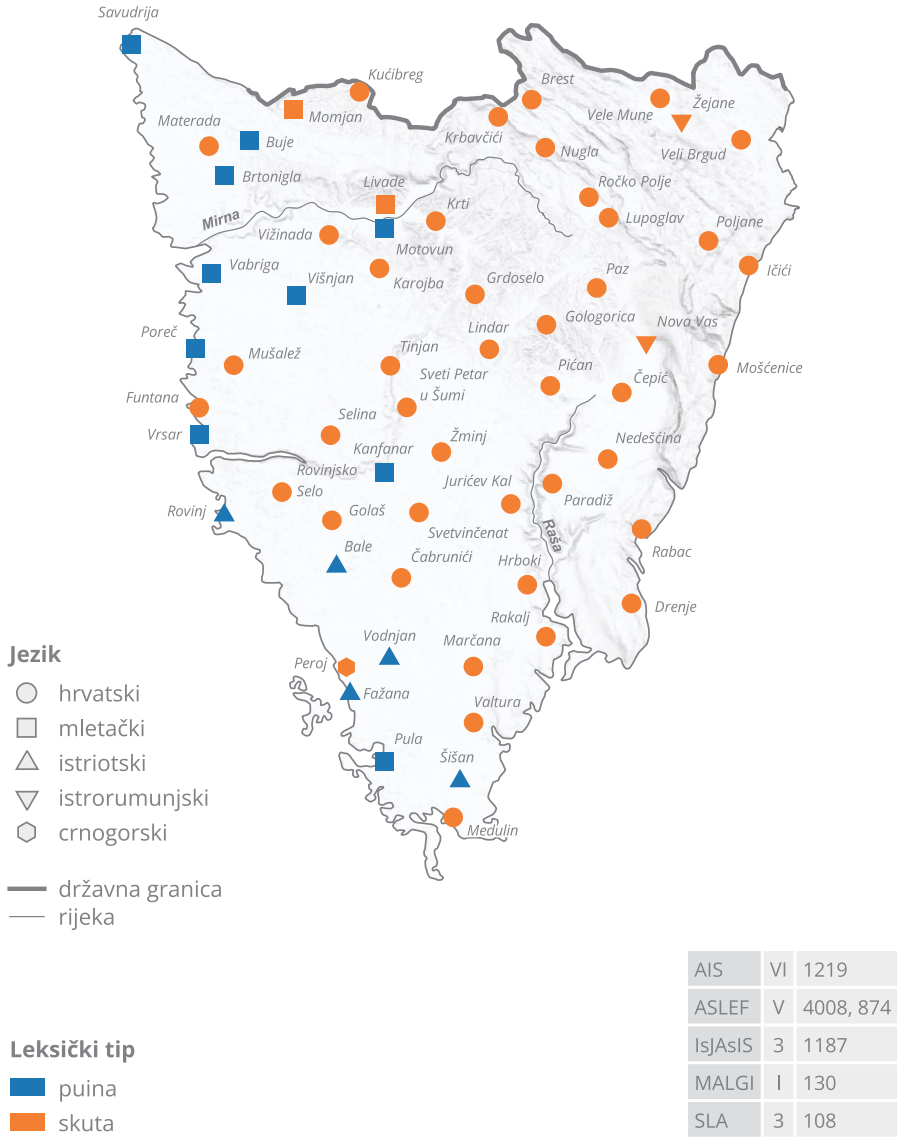 Savudrija
Kućibreg
Brest
Vele Mune
Žejane
Materada
Momjan
Krbavčići
Buje
Nugla
Veli Brgud
Brtonigla
Livade
Ročko Polje
Krti
Lupoglav
Mirna
Poljane
Vižinada
Motovun
Vabriga
Višnjan
Karojba
Grdoselo
Paz
Ičići
Gologorica
Nova Vas
Poreč
Lindar
Mušalež
Tinjan
Sveti Petar
u Šumi
Pićan
Čepić
Mošćenice
Funtana
Selina
Vrsar
Kanfanar
Žminj
Nedešćina
Rovinjsko
Selo
Jurićev Kal
Paradiž
Rovinj
Golaš
Svetvinčenat
Raša
Bale
Čabrunići
Hrboki
Rabac
Drenje
Rakalj
Vodnjan
Marčana
Peroj
Fažana
Valtura
Pula
Šišan
Medulin
Jezik
hrvatski
mletački
istriotski
istrorumunjski
crnogorski
državna granica
rijeka
Leksički tip
puina
skuta
AIS VI 1219
ASLEF V 4008, 874
IsJAsIS 3 1187
MALGI I 130
SLA 3 108